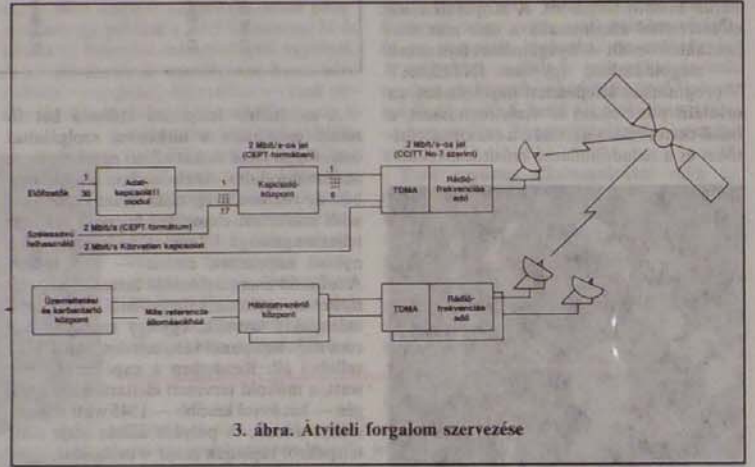 2 Mbit/s-os jel
(CEPT-formában)
2 Mbit/s-os jel
(CCITT No-7 szerint)
Előfizetők
1
30
Adat-
kapcsolati
modul
1
17
Kapcsoló-
központ
1
6
TDMA
Rádió-
frekvenciás
adó
Szélessávú
felhasználó
2 Mbit/s (CEPT formátum)
2 Mbit/s Közvetlen kapcsolat
Üzemeltetési
és karbantartó
központ
Más referencia
állomásokhoz
Hálózatvezérlő
központ
TDMA
Rádió-
frekvenciás
adó
3. ábra. Átviteli forgalom szervezése